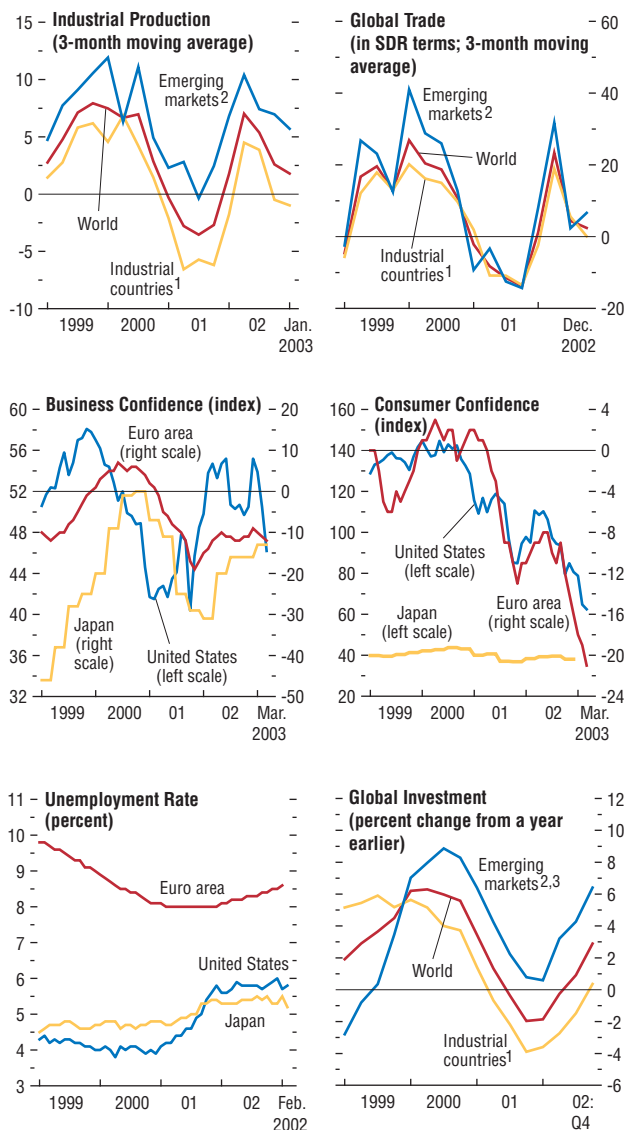 Industrial Production
(3-month moving average)
15
10
5
0
-5
-10
Emerging
markets2
World
Industrial
countries1
1999
2000
01
02
Jan.
2003
Global Trade
(in SDR terms; 3-month moving
average)
60
40
20
0
-20
Emerging
markets2
World
Industrial
countries1
1999
2000
01
02
Dec.
2002
Business Confidence (index)
60
56
52
48
44
40
36
32
20
10
0
-10
-20
-30
-40
-50
Euro area
(right scale)
Japan
(right
scale)
United States
(left scale)
1999
2000
01
02
Mar.
2003
Consumer Confidence
(index)
160
140
120
100
80
60
40
20
4
0
-4
-8
-12
-16
-20
-24
United States
(left scale)
Euro area
(right scale)
Japan
(left scale)
1999
2000
01
02
Mar.
2003
Unemployment Rate
(percent)
11
10
9
8
7
6
5
4
3
Euro area
United States
Japan
1999
2000
01
02
Feb.
2002
Global Investment
(percent change from a year
earlier)
12
10
8
6
4
2
0
-2
-4
-6
Emerging
markets2,3
World
Industrial
countries1
1999
2000
01
02:
Q4